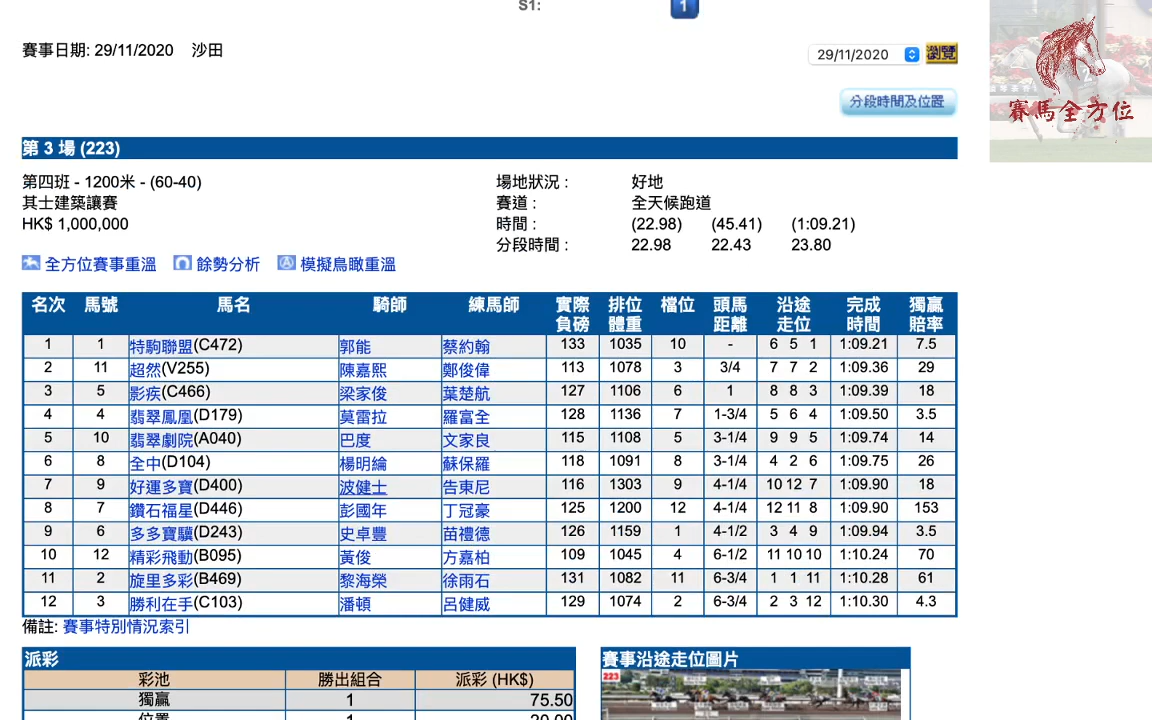 S1: 1
賽事日期: 29/11/2020 沙田
29/11/2020 瀏覽
賽馬全方位
分段時間及位置
第 3 場 (223)
第四班 - 1200米 - (60-40) 場地狀況 : 好地
其士建築讓賽 賽道 : 全天候跑道
HK$ 1,000,000 時間 : (22.98) (45.41) (1:09.21)
分段時間 : 22.98 22.43 23.80
全方位賽事重溫 餘勢分析 模擬鳥瞰重溫
名次 馬號 馬名 騎師 練馬師 實際負磅 排位體重 檔位 頭馬距離 沿途走位 完成時間 獨贏賠率
1 1 特駒聯盟(C472) 郭能 蔡約翰 133 1035 10 - 6 5 1 1:09.21 7.5
2 11 超然(V255) 陳嘉熙 鄭俊偉 113 1078 3 3/4 7 7 2 1:09.36 29
3 5 影疾(C466) 梁家俊 葉楚航 127 1106 6 1 8 8 3 1:09.39 18
4 4 翡翠鳳凰(D179) 莫雷拉 羅富全 128 1136 7 1-3/4 5 6 4 1:09.50 3.5
5 10 翡翠劇院(A040) 巴度 文家良 115 1108 5 3-1/4 9 9 5 1:09.74 14
6 8 全中(D104) 楊明綸 蘇保羅 118 1091 8 3-1/4 4 2 6 1:09.75 26
7 9 好運多寶(D400) 波健士 告東尼 116 1303 9 4-1/4 10 12 7 1:09.90 18
8 7 鑽石福星(D446) 彭國年 丁冠豪 125 1200 12 4-1/4 12 11 8 1:09.90 153
9 6 多多寶驥(D243) 史卓豐 苗禮德 126 1159 1 4-1/2 3 4 9 1:09.94 3.5
10 12 精彩飛動(B095) 黃俊 方嘉柏 109 1045 4 6-1/2 11 10 10 1:10.24 70
11 2 旋里多彩(B469) 黎海榮 徐雨石 131 1082 11 6-3/4 1 1 11 1:10.28 61
12 3 勝利在手(C103) 潘頓 呂健威 129 1074 2 6-3/4 2 3 12 1:10.30 4.3
備註: 賽事特別情況索引
派彩 賽事沿途走位圖片
彩池 勝出組合 派彩 (HK$) 223
獨贏 1 75.50
位置 1 20.00